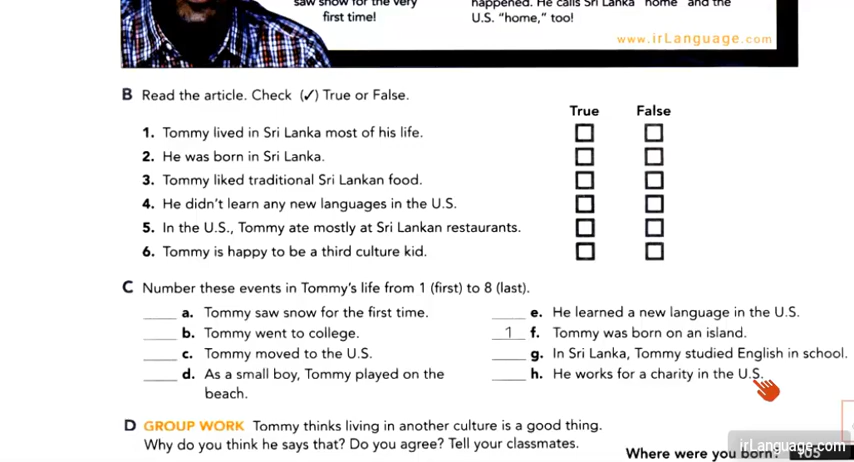 saw snow for the very
first time!
happened. He calls Sri Lanka "home" and the
U.S. "home," too!
www.irLanguage.com
B Read the article. Check (✓) True or False.
True False
1. Tommy lived in Sri Lanka most of his life.
2. He was born in Sri Lanka.
3. Tommy liked traditional Sri Lankan food.
4. He didn't learn any new languages in the U.S.
5. In the U.S., Tommy ate mostly at Sri Lankan restaurants.
6. Tommy is happy to be a third culture kid.
C Number these events in Tommy's life from 1 (first) to 8 (last).
____ a. Tommy saw snow for the first time.
____ b. Tommy went to college.
____ c. Tommy moved to the U.S.
____ d. As a small boy, Tommy played on the
beach.
____ e. He learned a new language in the U.S.
1 f. Tommy was born on an island.
____ g. In Sri Lanka, Tommy studied English in school.
____ h. He works for a charity in the U.S.
D GROUP WORK Tommy thinks living in another culture is a good thing.
Why do you think he says that? Do you agree? Tell your classmates.
Where were you born? 105
irLanguage.com